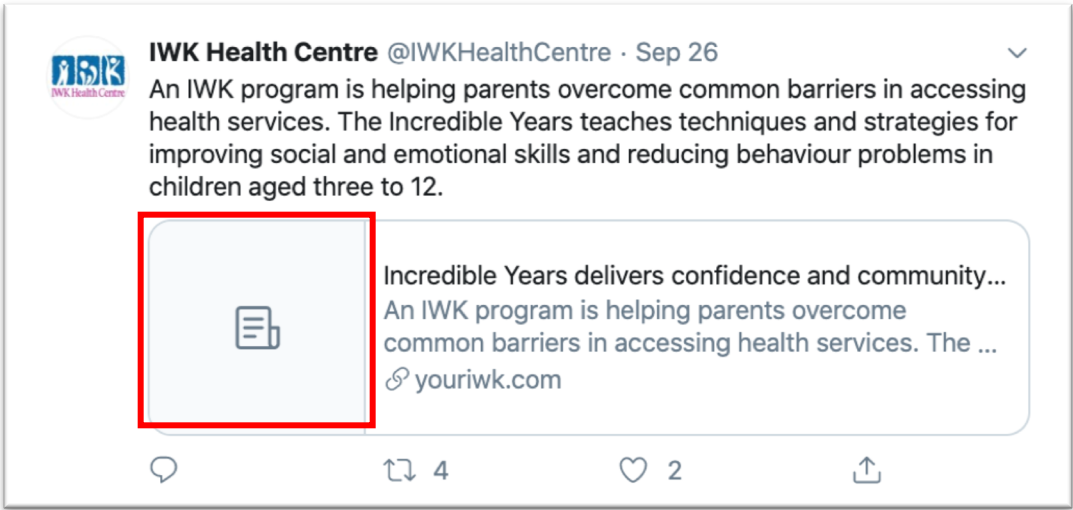 IWK Health Centre @IWKHealthCentre · Sep 26
IWK Health Centre
An IWK program is helping parents overcome common barriers in accessing
health services. The Incredible Years teaches techniques and strategies for
improving social and emotional skills and reducing behaviour problems in
children aged three to 12.
Incredible Years delivers confidence and community...
An IWK program is helping parents overcome
common barriers in accessing health services. The ...
youriwk.com
4
2